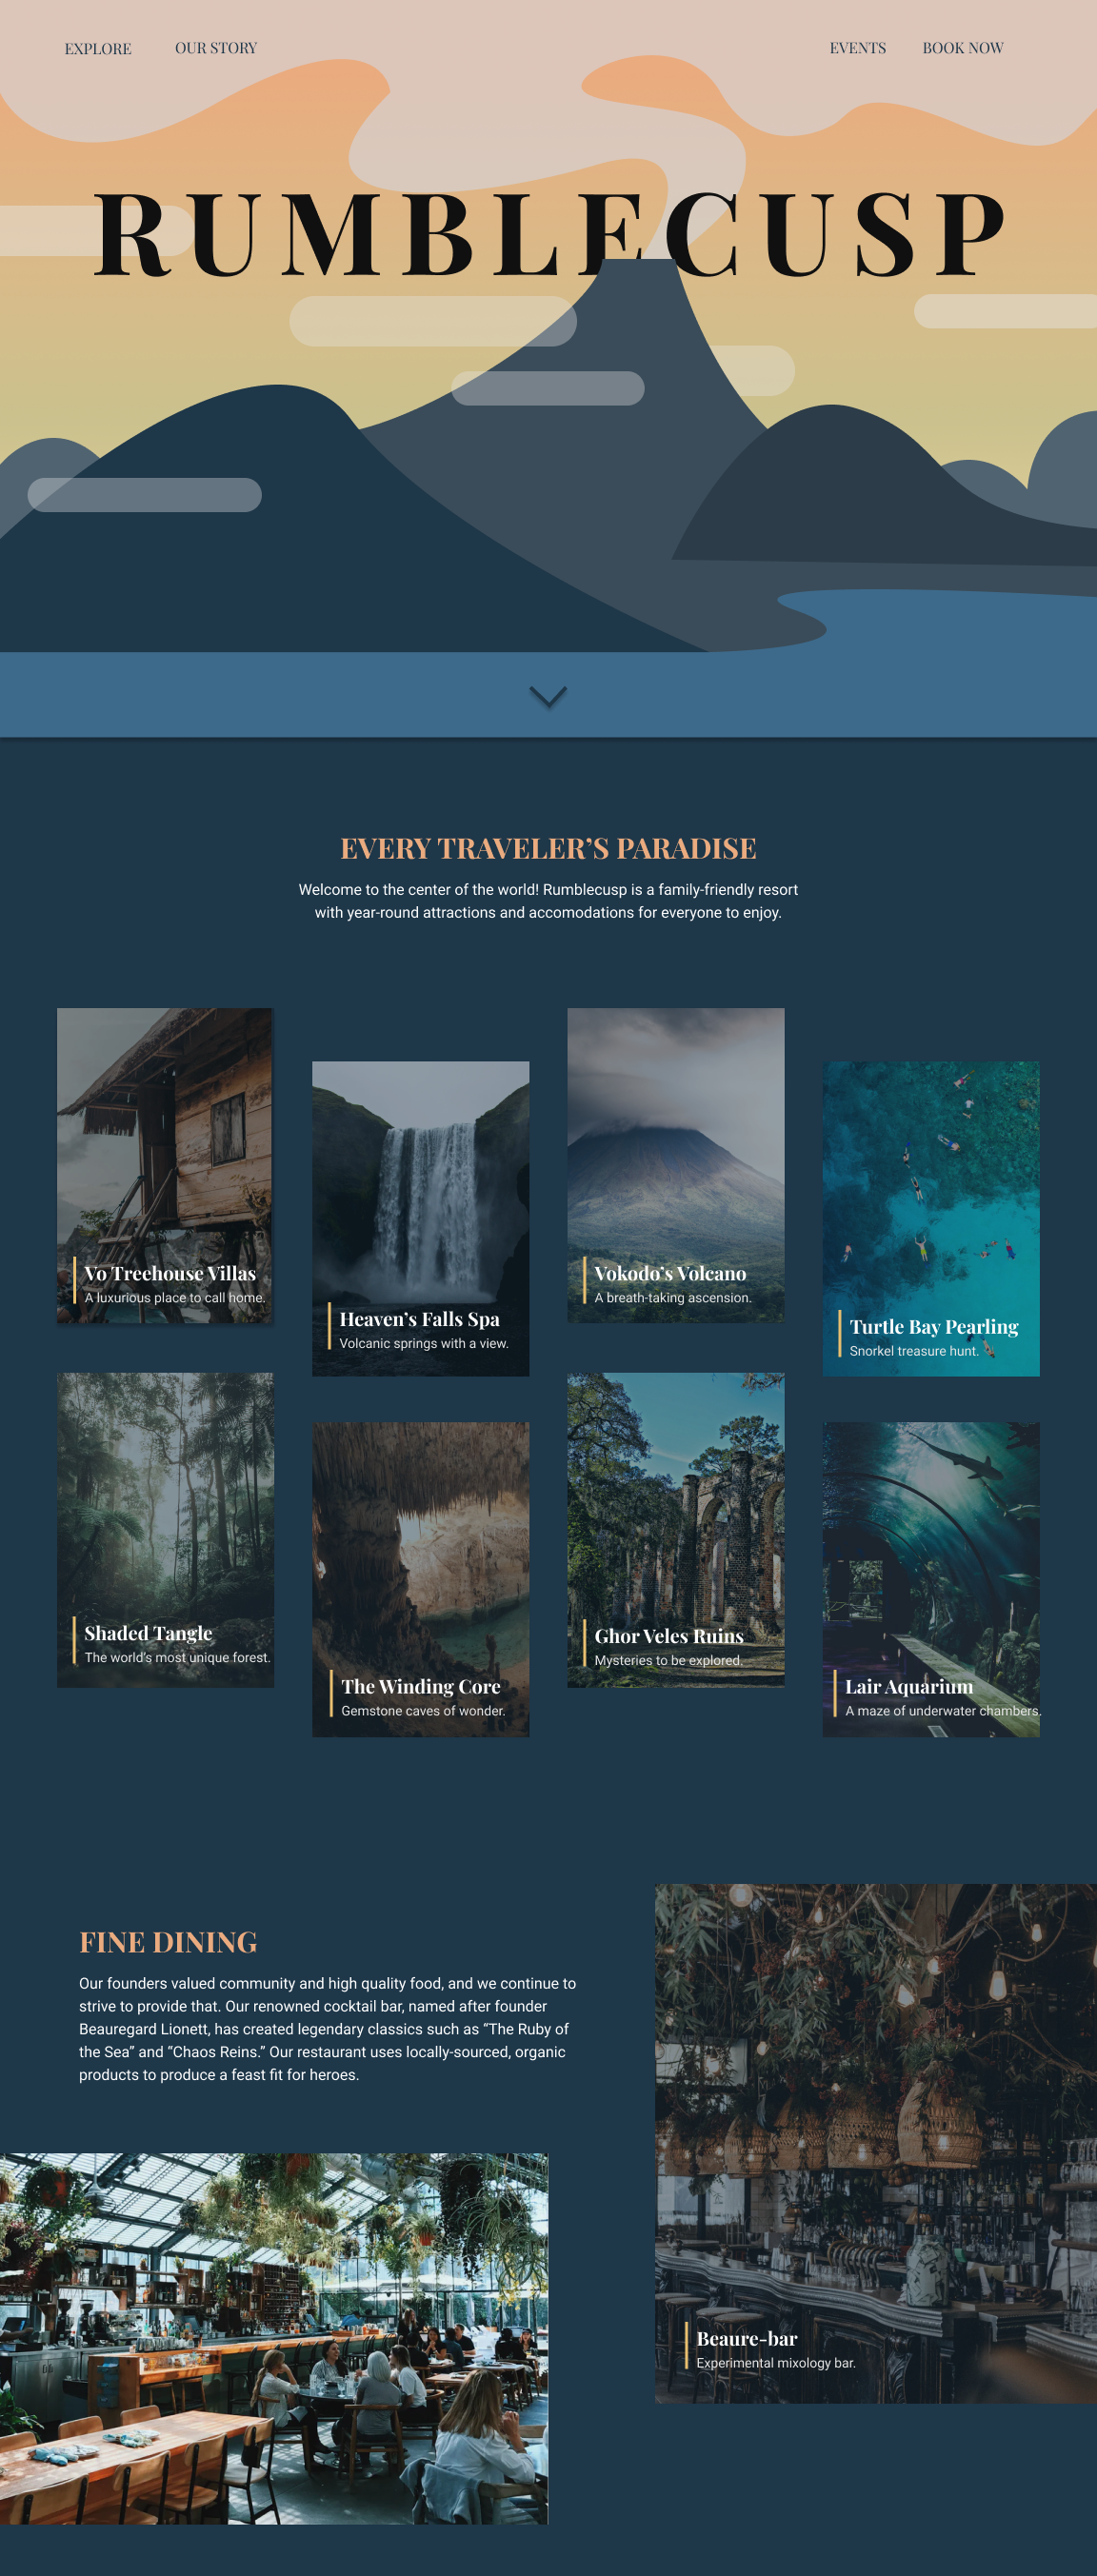 EXPLORE
OUR STORY
EVENTS
BOOK NOW
RUMBLECUSP
EVERY TRAVELER’S PARADISE
Welcome to the center of the world! Rumblecusp is a family-friendly resort
with year-round attractions and accomodations for everyone to enjoy.
Vo Treehouse Villas
A luxurious place to call home.
Heaven’s Falls Spa
Volcanic springs with a view.
Vokodo’s Volcano
A breath-taking ascension.
Turtle Bay Pearling
Snorkel treasure hunt.
Shaded Tangle
The world’s most unique forest.
The Winding Core
Gemstone caves of wonder.
Ghor Veles Ruins
Mysteries to be explored.
Lair Aquarium
A maze of underwater chambers.
FINE DINING
Our founders valued community and high quality food, and we continue to
strive to provide that. Our renowned cocktail bar, named after founder
Beauregard Lionett, has created legendary classics such as “The Ruby of
the Sea” and “Chaos Reins.” Our restaurant uses locally-sourced, organic
products to produce a feast fit for heroes.
Beaure-bar
Experimental mixology bar.